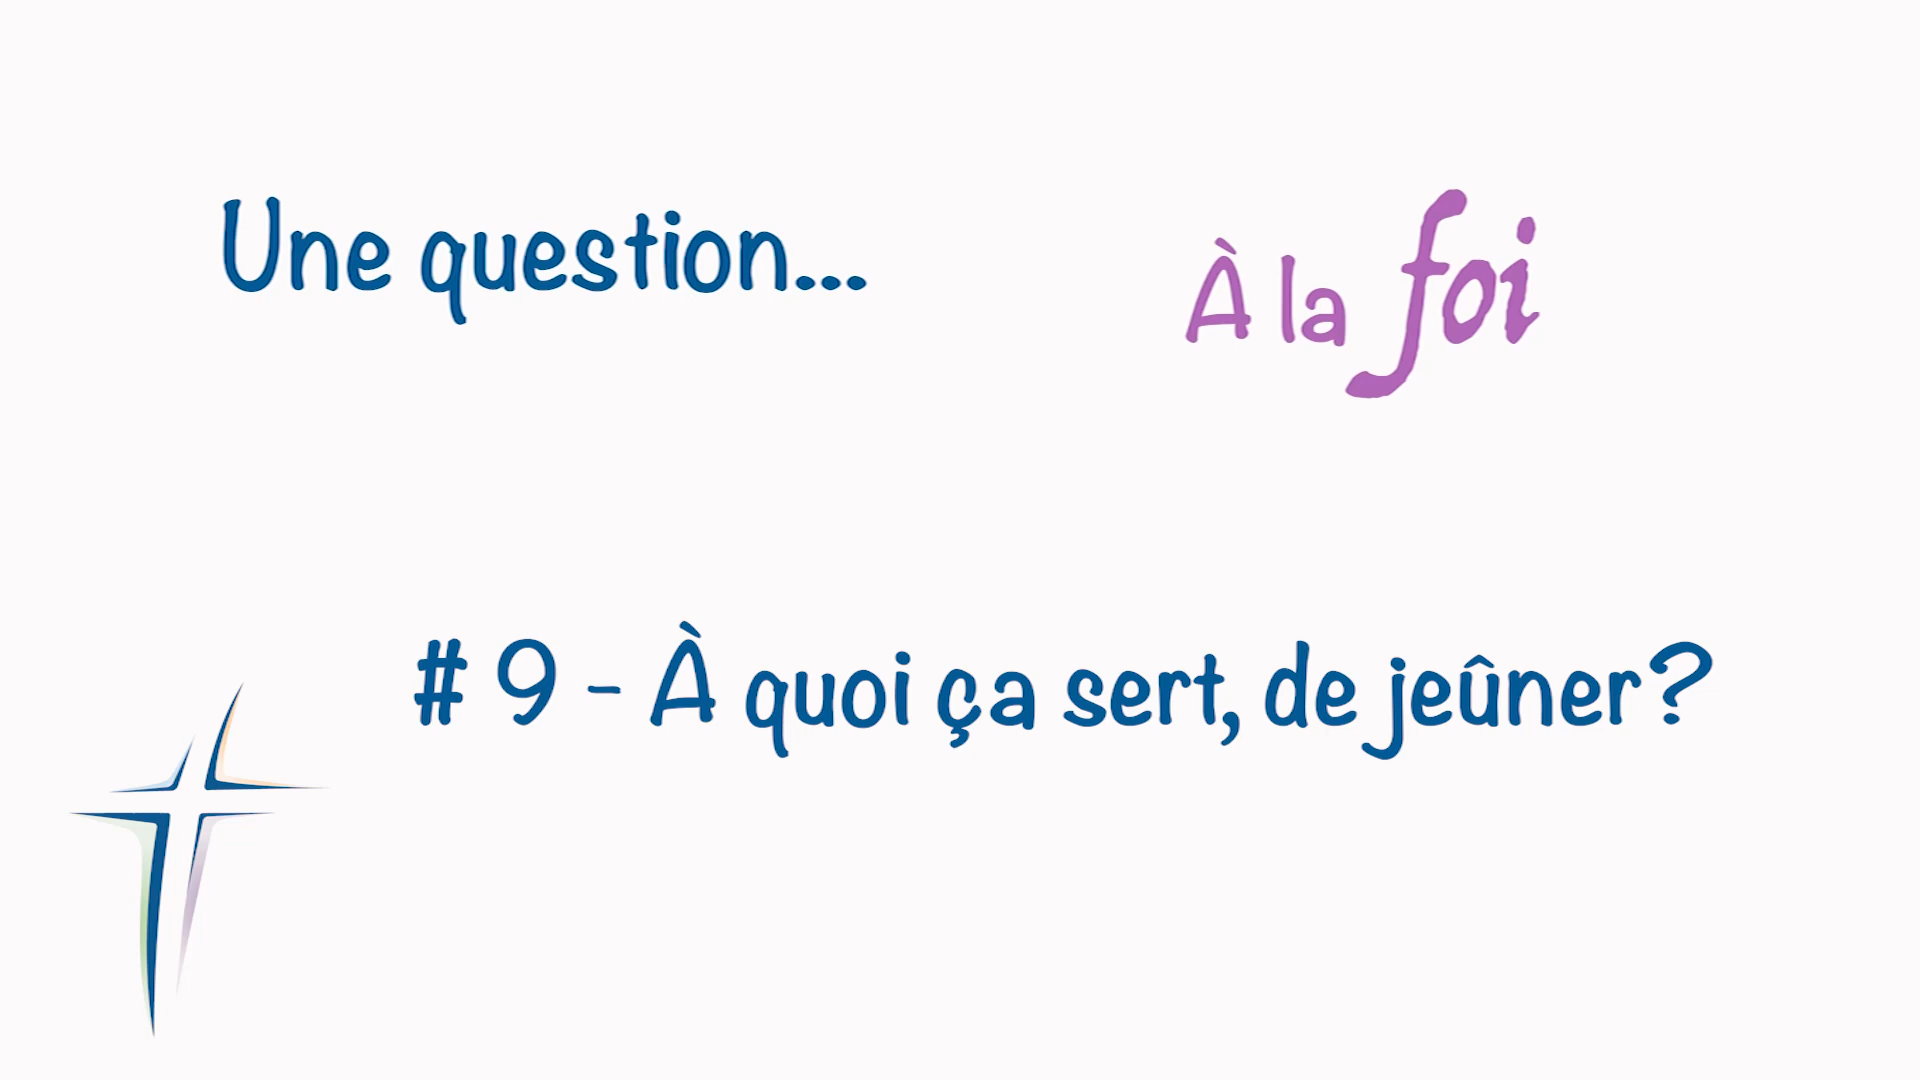 Une question...
À la foi
# 9 - À quoi ça sert, de jeûner?